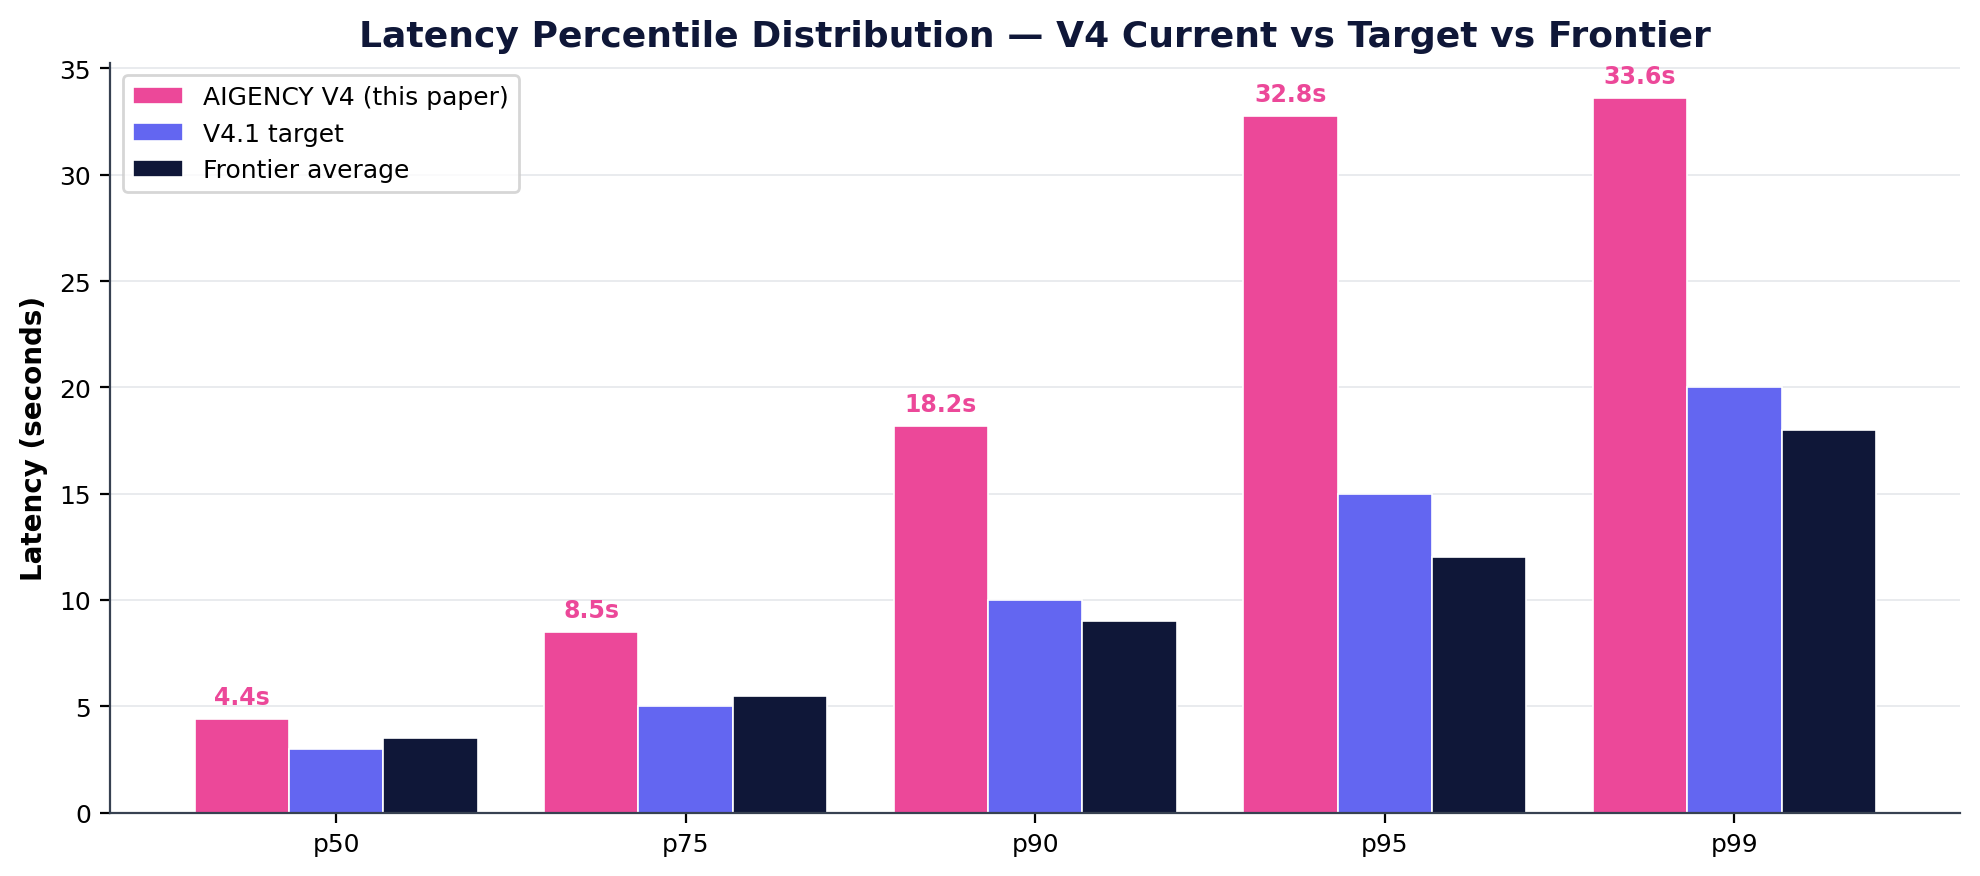 Latency Percentile Distribution — V4 Current vs Target vs Frontier
AIGENCY V4 (this paper)
V4.1 target
Frontier average
Latency (seconds)
35
30
25
20
15
10
5
0
4.4s
8.5s
18.2s
32.8s
33.6s
p50
p75
p90
p95
p99